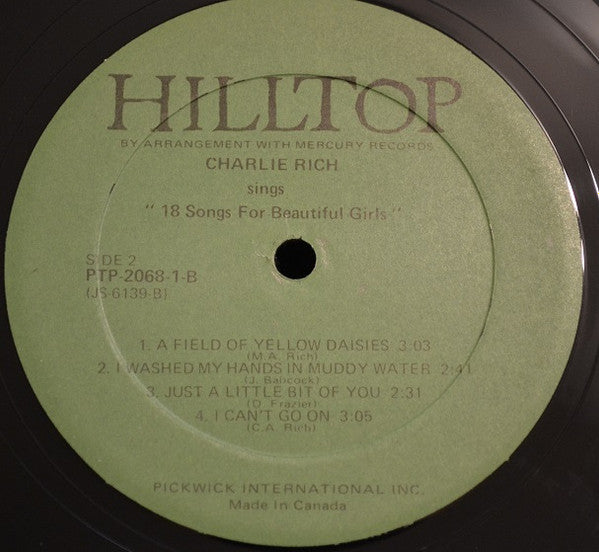 HILLTOP
BY ARRANGEMENT WITH MERCURY RECORDS
CHARLIE RICH
sings
" 18 Songs For Beautiful Girls "
SIDE 2
PTP-2068-1-B
(JS-6139-B)
1. A FIELD OF YELLOW DAISIES 3:03
(M.A. Rich)
2. I WASHED MY HANDS IN MUDDY WATER 2:41
(J. Babcock)
3. JUST A LITTLE BIT OF YOU 2:31
(D. Frazier)
4. I CAN'T GO ON 3:05
(C.A. Rich)
PICKWICK INTERNATIONAL INC.
Made In Canada